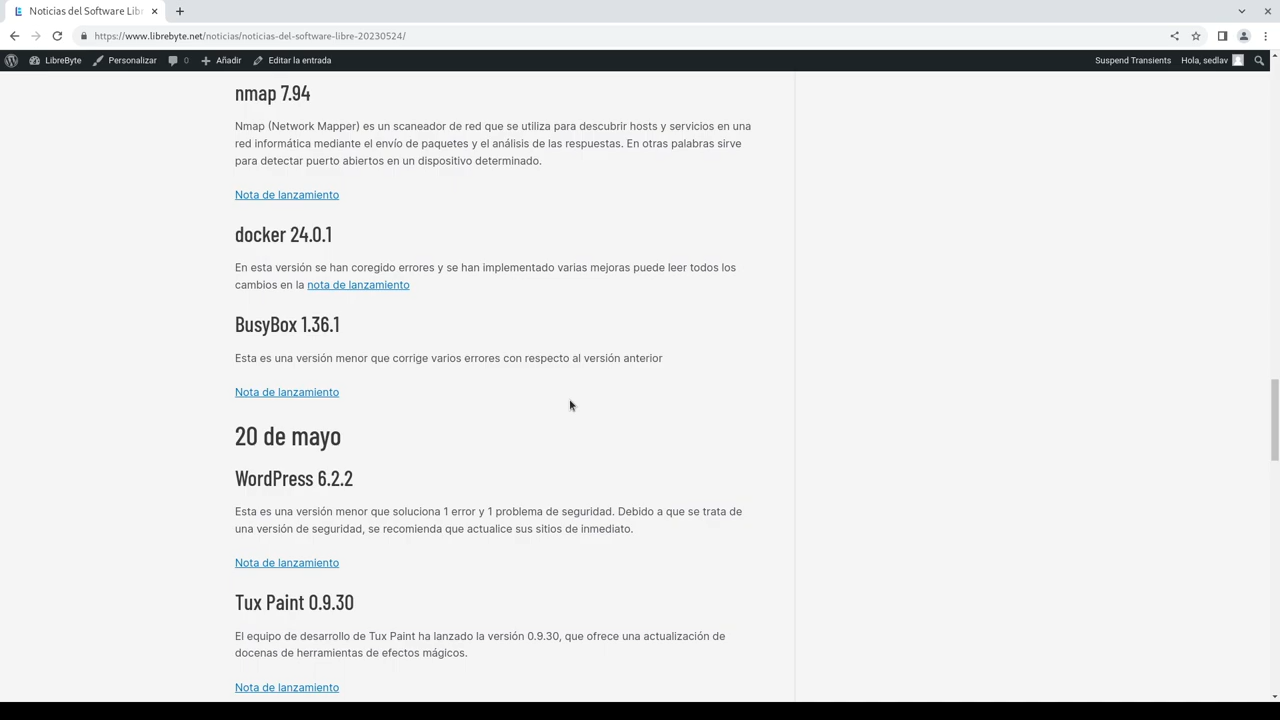 Noticias del Software Libr
https://www.librebyte.net/noticias/noticias-del-software-libre-20230524/
LibreByte Personalizar 0 Añadir Editar la entrada Suspend Transients Hola, sedlav
nmap 7.94
Nmap (Network Mapper) es un scaneador de red que se utiliza para descubrir hosts y servicios en una
red informática mediante el envío de paquetes y el análisis de las respuestas. En otras palabras sirve
para detectar puerto abiertos en un dispositivo determinado.
Nota de lanzamiento
docker 24.0.1
En esta versión se han coregido errores y se han implementado varias mejoras puede leer todos los
cambios en la nota de lanzamiento
BusyBox 1.36.1
Esta es una versión menor que corrige varios errores con respecto al versión anterior
Nota de lanzamiento
20 de mayo
WordPress 6.2.2
Esta es una versión menor que soluciona 1 error y 1 problema de seguridad. Debido a que se trata de
una versión de seguridad, se recomienda que actualice sus sitios de inmediato.
Nota de lanzamiento
Tux Paint 0.9.30
El equipo de desarrollo de Tux Paint ha lanzado la versión 0.9.30, que ofrece una actualización de
docenas de herramientas de efectos mágicos.
Nota de lanzamiento